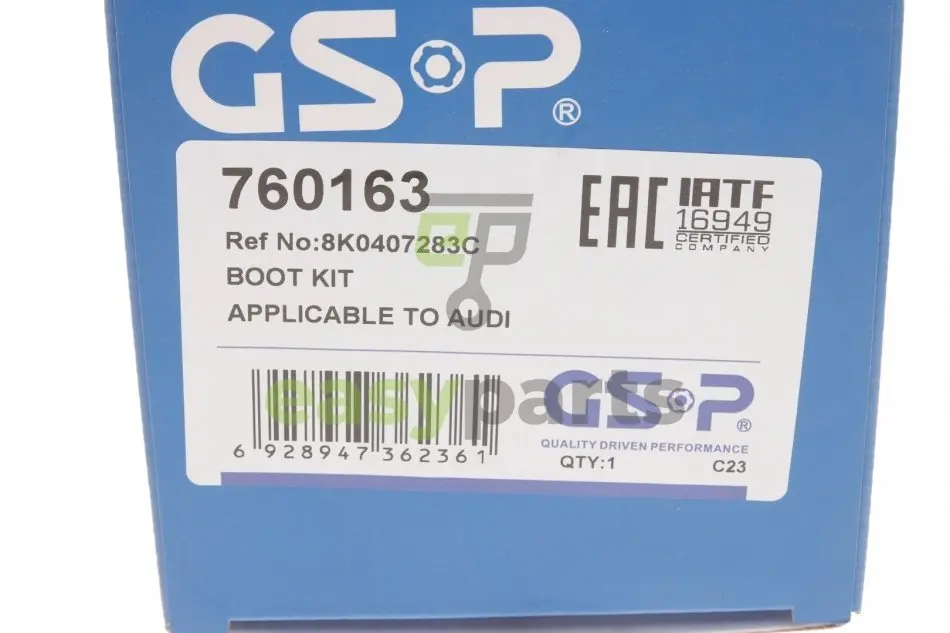 GSP®
760163
Ref No:8K0407283C
BOOT KIT
APPLICABLE TO AUDI
EAC
IATF
16949
CERTIFIED
COMPANY
ep
easyparts
6 928947 362361
GSP®
QUALITY DRIVEN PERFORMANCE
QTY:1
C23